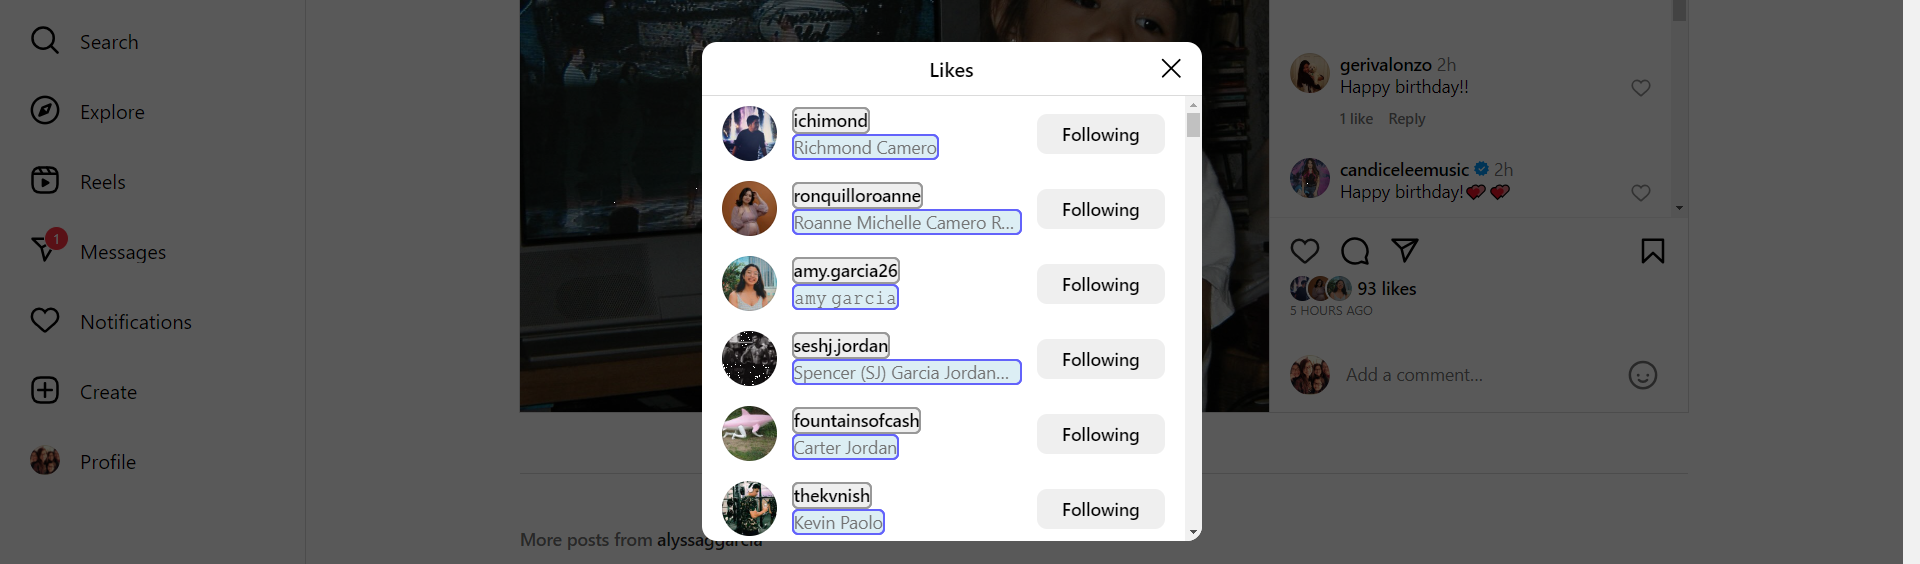 Search
Explore
Reels
1
Messages
Notifications
Create
Profile
American Idol
Likes
ichimond
Richmond Camero
Following
ronquilloroanne
Roanne Michelle Camero R...
Following
amy.garcia26
amy garcia
Following
seshj.jordan
Spencer (SJ) Garcia Jordan...
Following
fountainsofcash
Carter Jordan
Following
thekvnish
Kevin Paolo
Following
gerivalonzo 2h
Happy birthday!!
1 like Reply
candiceleemusic 2h
Happy birthday!💕💕
93 likes
5 HOURS AGO
Add a comment...
More posts from alyssaggarcia